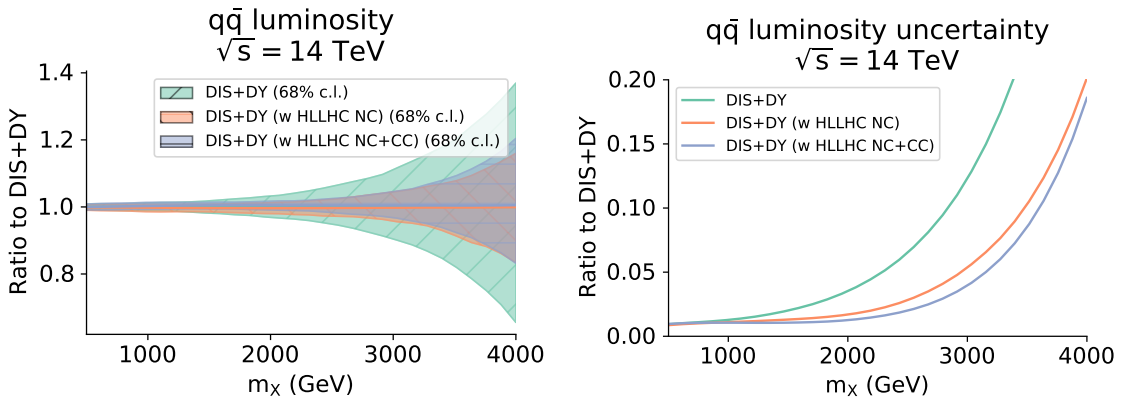 qq̄ luminosity
√s = 14 TeV
1.4
1.2
1.0
0.8
Ratio to DIS+DY
DIS+DY (68% c.l.)
DIS+DY (w HLLHC NC) (68% c.l.)
DIS+DY (w HLLHC NC+CC) (68% c.l.)
1000 2000 3000 4000
m_X (GeV)
qq̄ luminosity uncertainty
√s = 14 TeV
0.20
0.15
0.10
0.05
0.00
Ratio to DIS+DY
DIS+DY
DIS+DY (w HLLHC NC)
DIS+DY (w HLLHC NC+CC)
1000 2000 3000 4000
m_X (GeV)